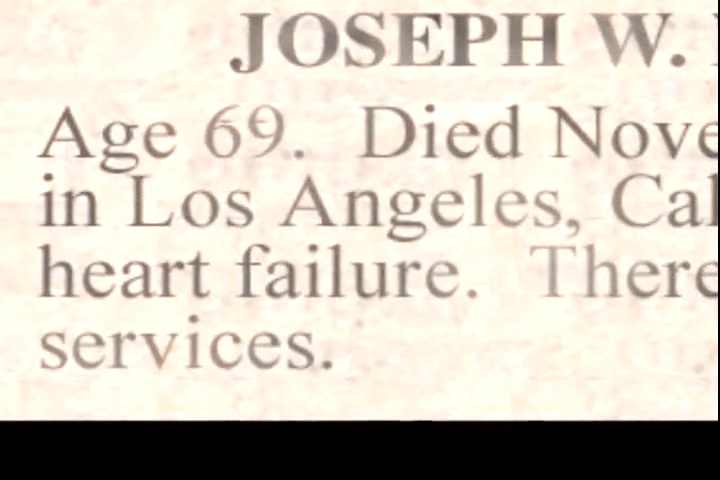 JOSEPH W.
Age 69. Died Nove
in Los Angeles, Cal
heart failure. There
services.